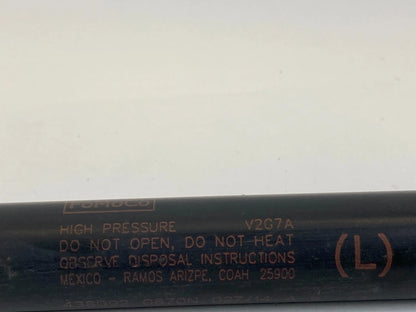 FoMoCo
HIGH PRESSURE V2G7A
DO NOT OPEN, DO NOT HEAT
OBSERVE DISPOSAL INSTRUCTIONS
MEXICO - RAMOS ARIZPE, COAH 25900
(L)